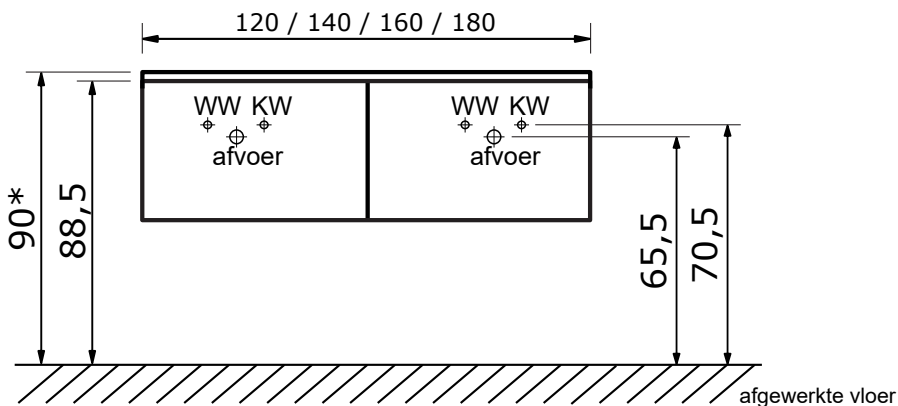 120 / 140 / 160 / 180
WW KW
WW KW
afvoer
afvoer
90*
88,5
65,5
70,5
afgewerkte vloer